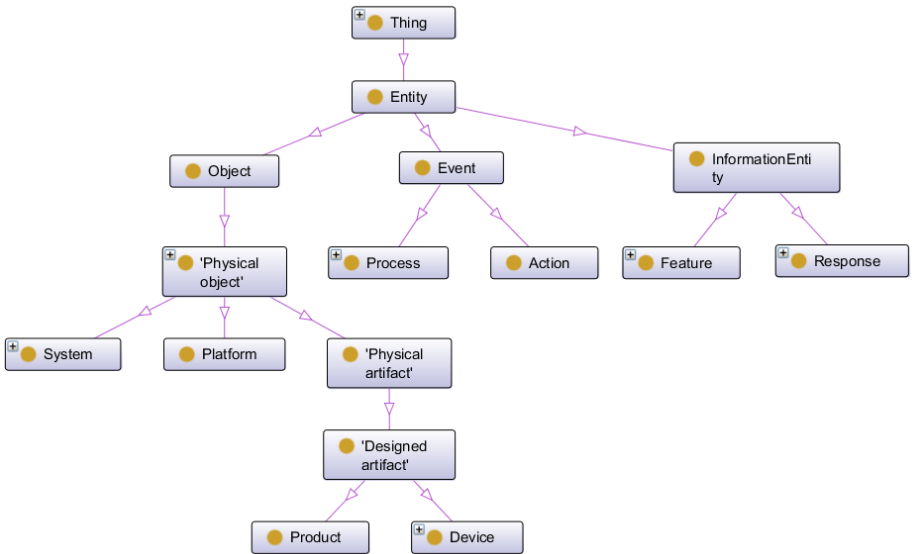 Thing
Entity
Object
Event
InformationEnti
ty
'Physical
object'
Process
Action
Feature
Response
System
Platform
'Physical
artifact'
'Designed
artifact'
Product
Device